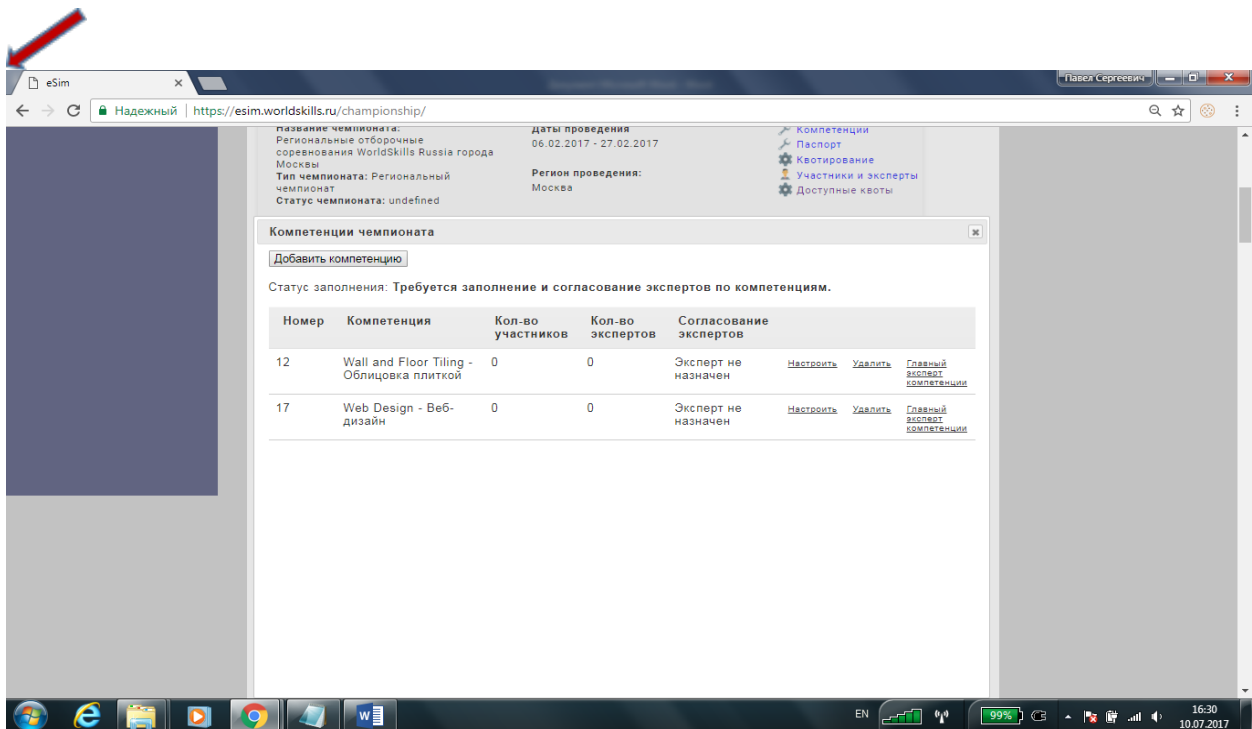 eSim
Павел Сергеевич
Надежный | https://esim.worldskills.ru/championship/
Название чемпионата:
Региональные отборочные
соревнования WorldSkills Russia города
Москвы
Тип чемпионата: Региональный
чемпионат
Статус чемпионата: undefined
Даты проведения
06.02.2017 - 27.02.2017
Регион проведения:
Москва
Компетенции
Паспорт
Квотирование
Участники и эксперты
Доступные квоты
Компетенции чемпионата
Добавить компетенцию
Статус заполнения: Требуется заполнение и согласование экспертов по компетенциям.
Номер Компетенция Кол-во участников Кол-во экспертов Согласование экспертов
12 Wall and Floor Tiling - Облицовка плиткой 0 0 Эксперт не назначен Настроить Удалить Главный эксперт компетенции
17 Web Design - Веб-дизайн 0 0 Эксперт не назначен Настроить Удалить Главный эксперт компетенции
EN 99% 16:30
10.07.2017